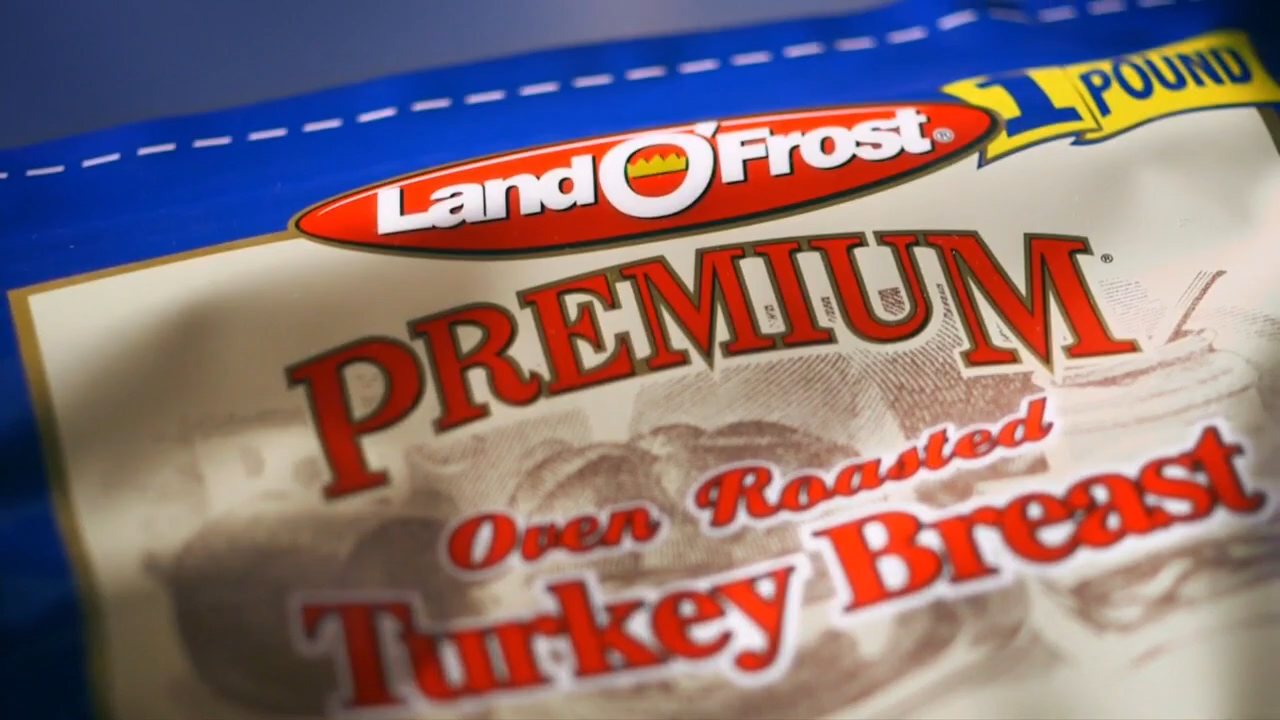 1 POUND
Land O'Frost®
PREMIUM®
Oven Roasted
Turkey Breast